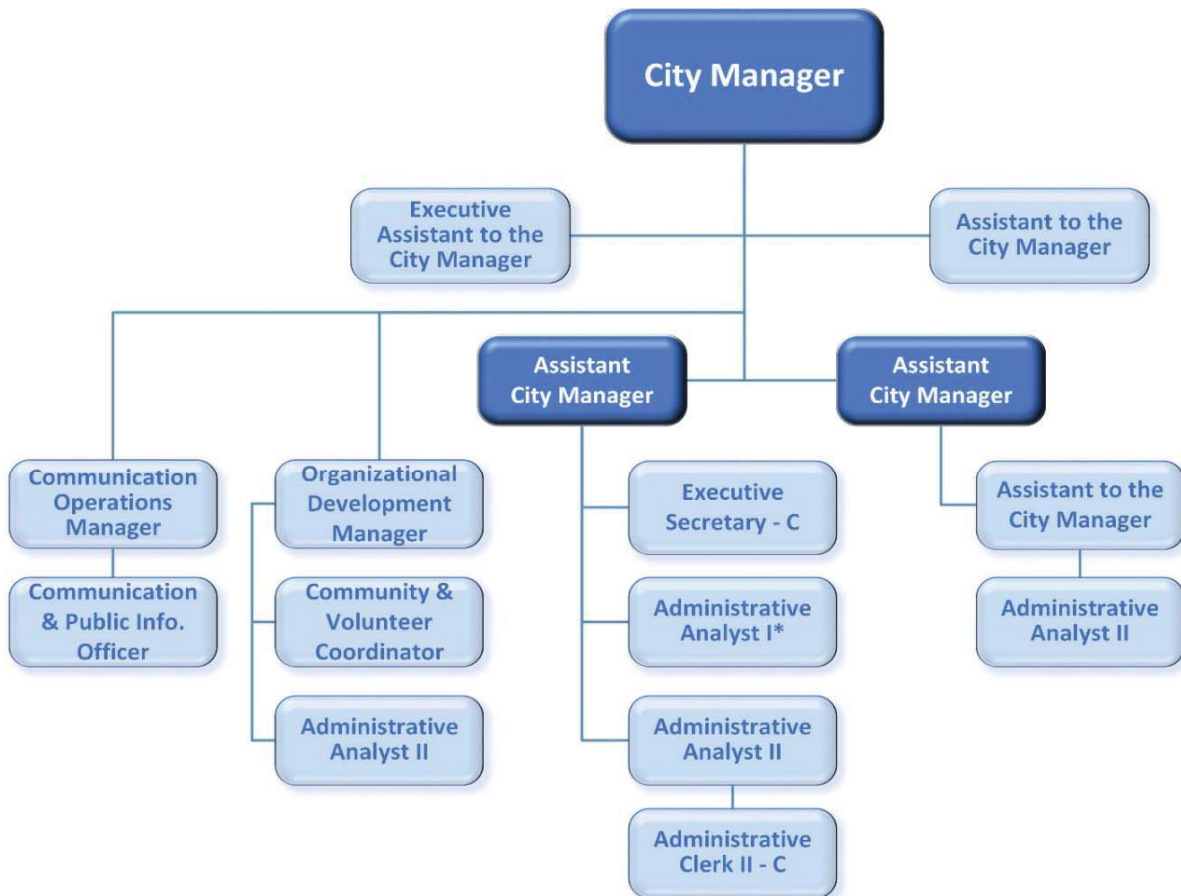 City Manager
Executive
Assistant to the
City Manager
Assistant to the
City Manager
Assistant
City Manager
Assistant
City Manager
Communication
Operations
Manager
Organizational
Development
Manager
Executive
Secretary - C
Assistant to the
City Manager
Communication
& Public Info.
Officer
Community &
Volunteer
Coordinator
Administrative
Analyst I*
Administrative
Analyst II
Administrative
Analyst II
Administrative
Analyst II
Administrative
Clerk II - C